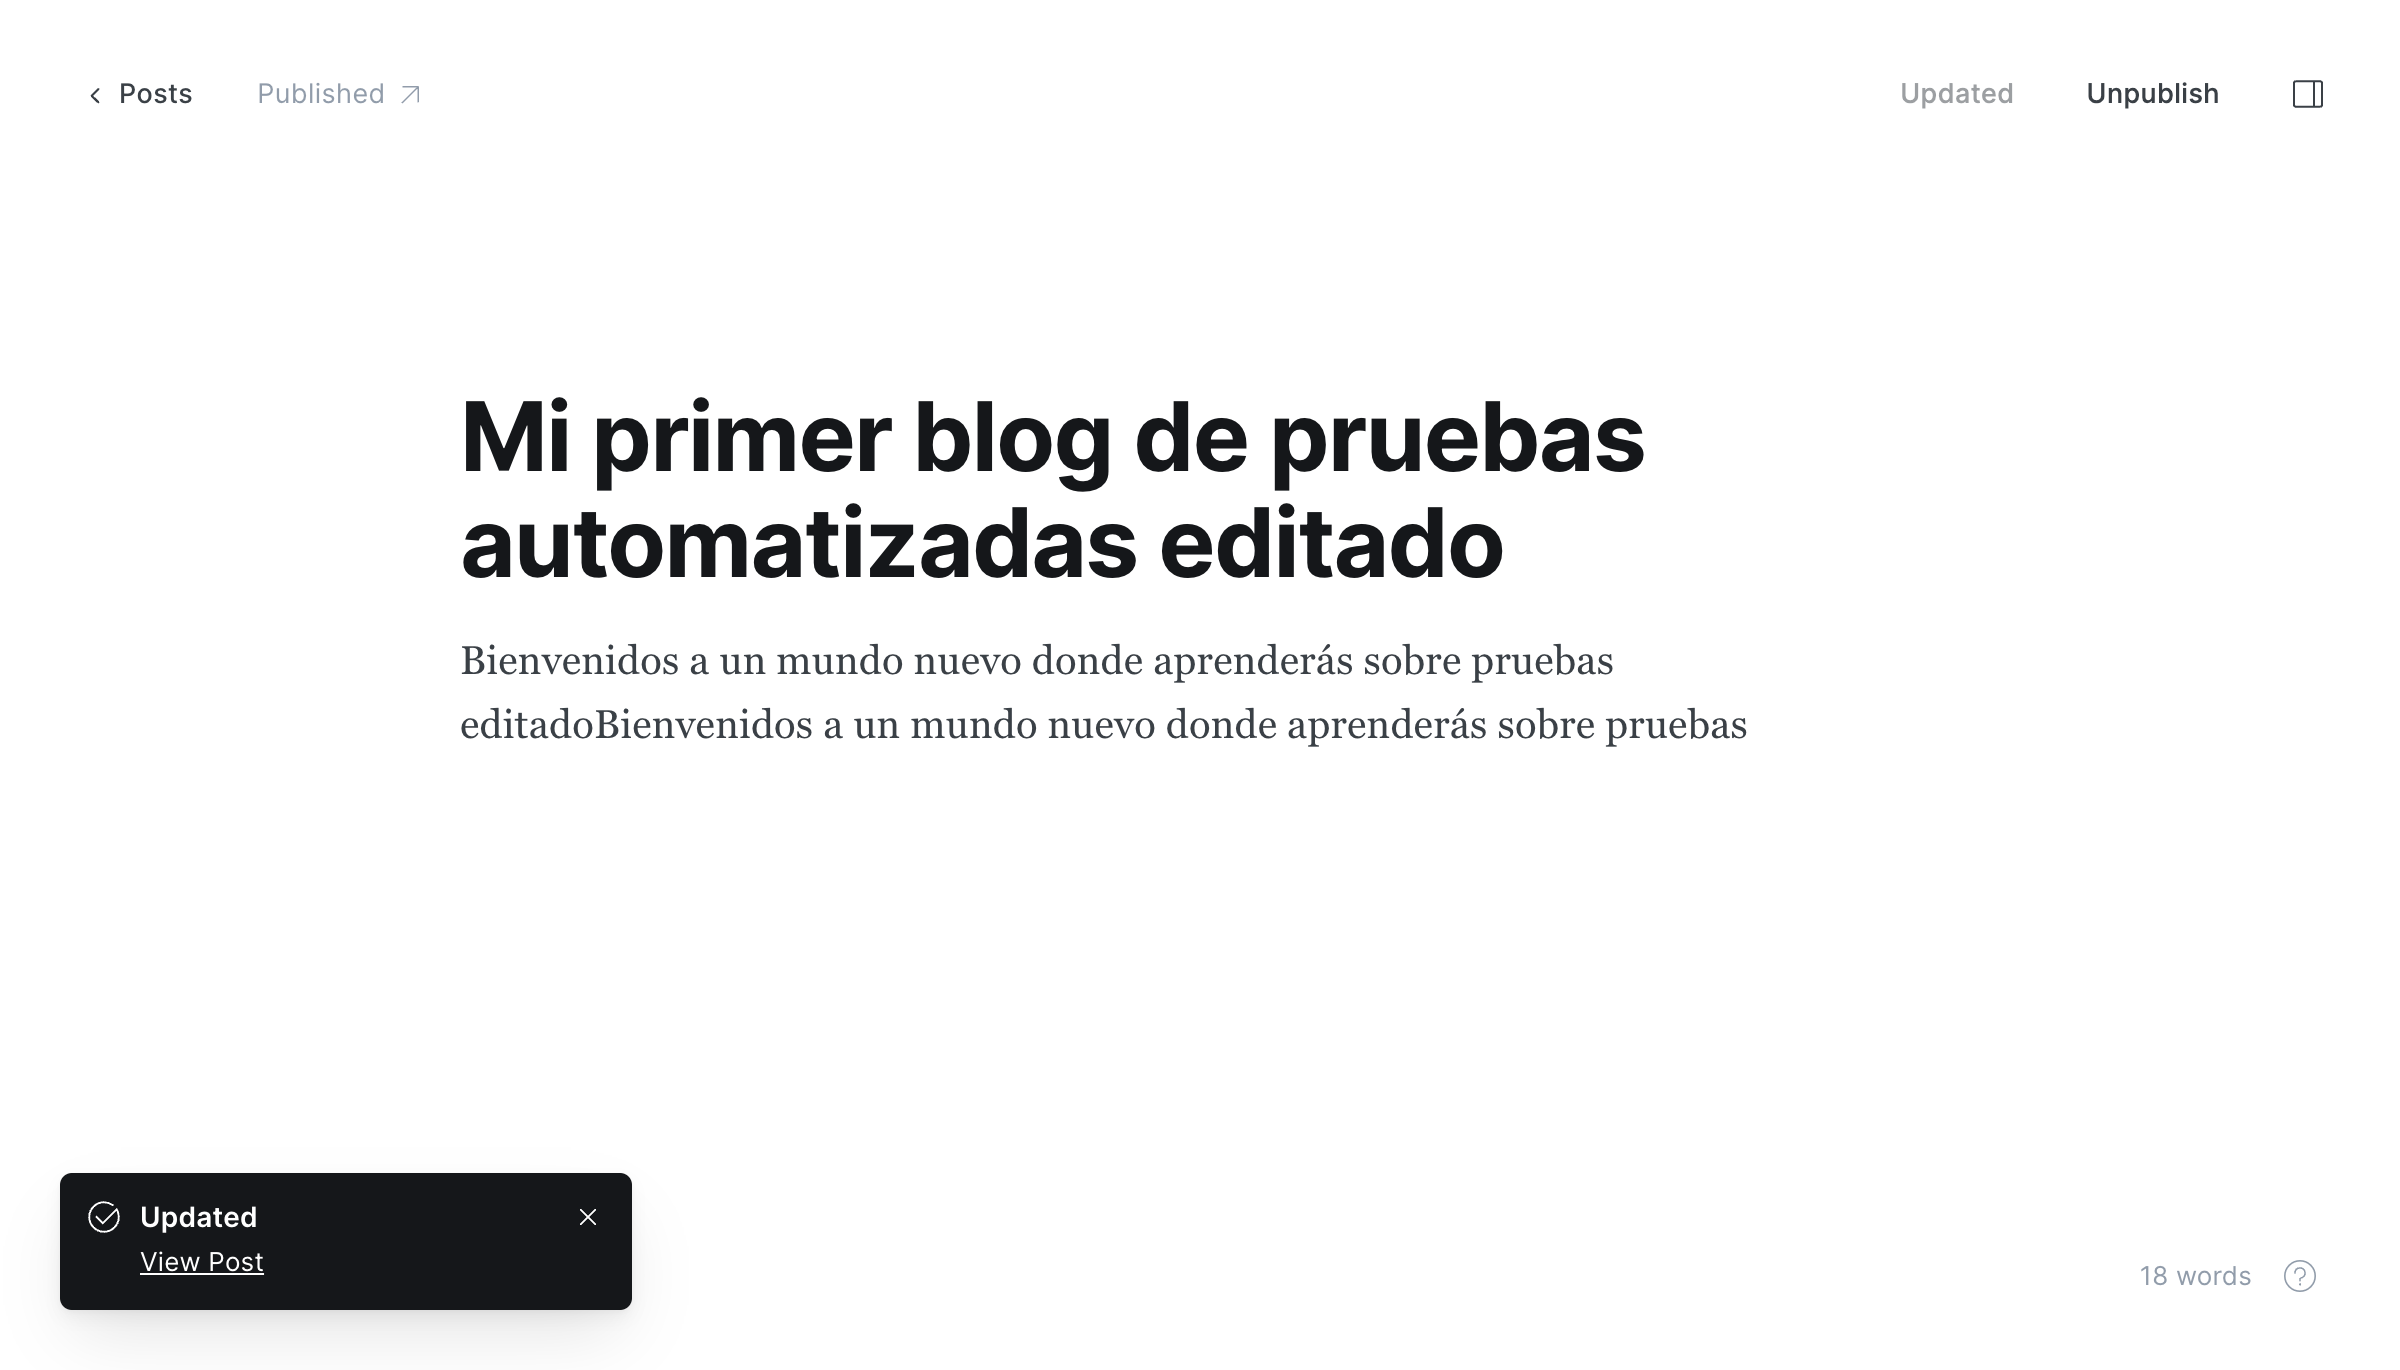 Posts
Published
Updated
Unpublish
Mi primer blog de pruebas
automatizadas editado
Bienvenidos a un mundo nuevo donde aprenderás sobre pruebas
editadoBienvenidos a un mundo nuevo donde aprenderás sobre pruebas
Updated
View Post
18 words
?